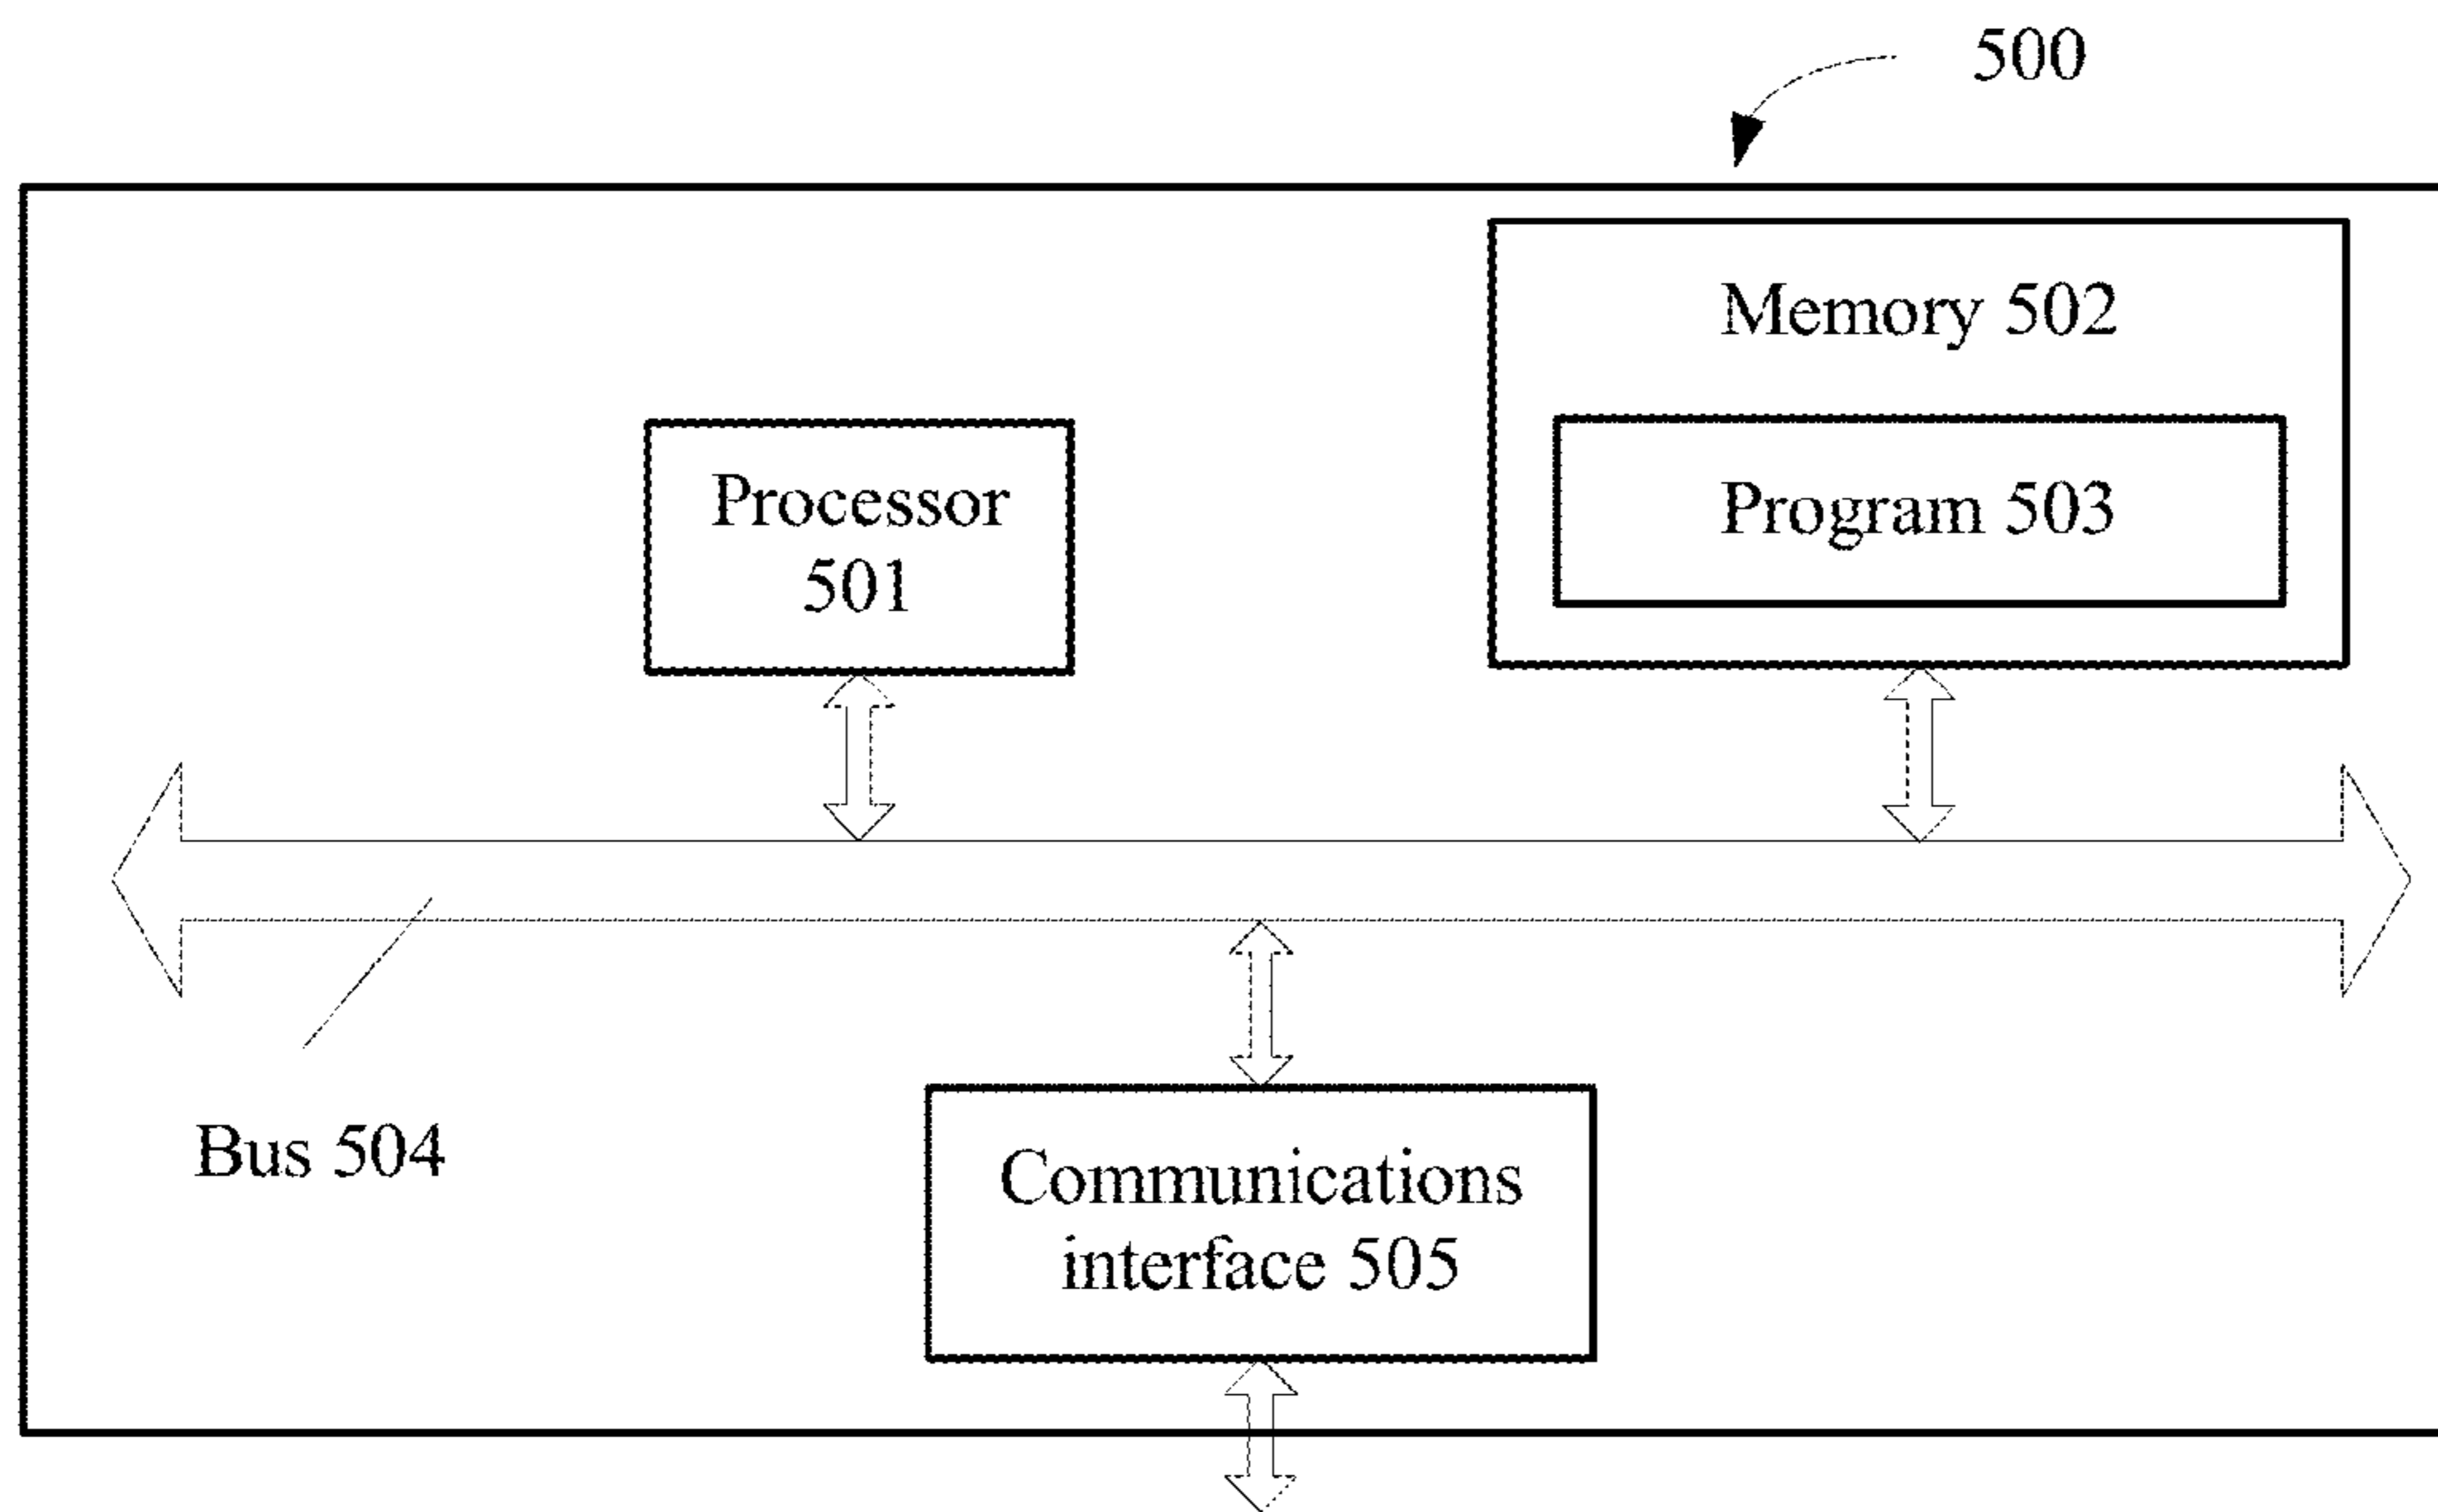 500
Memory 502
Program 503
Processor
501
Bus 504
Communications
interface 505